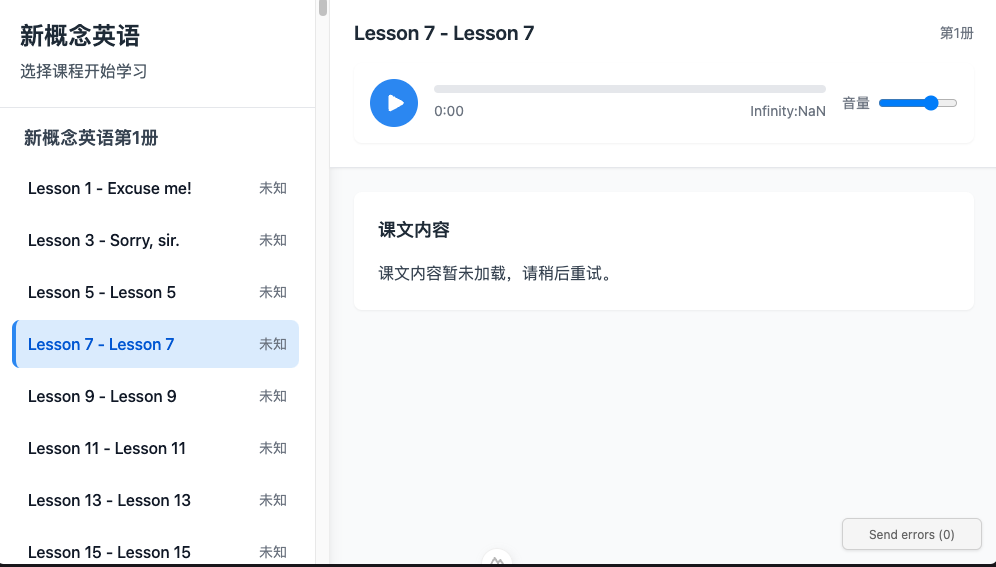 新概念英语
选择课程开始学习
新概念英语第1册
Lesson 1 - Excuse me! 未知
Lesson 3 - Sorry, sir. 未知
Lesson 5 - Lesson 5 未知
Lesson 7 - Lesson 7 未知
Lesson 9 - Lesson 9 未知
Lesson 11 - Lesson 11 未知
Lesson 13 - Lesson 13 未知
Lesson 15 - Lesson 15 未知
Lesson 7 - Lesson 7 第1册
0:00 Infinity:NaN 音量
课文内容
课文内容暂未加载，请稍后重试。
Send errors (0)